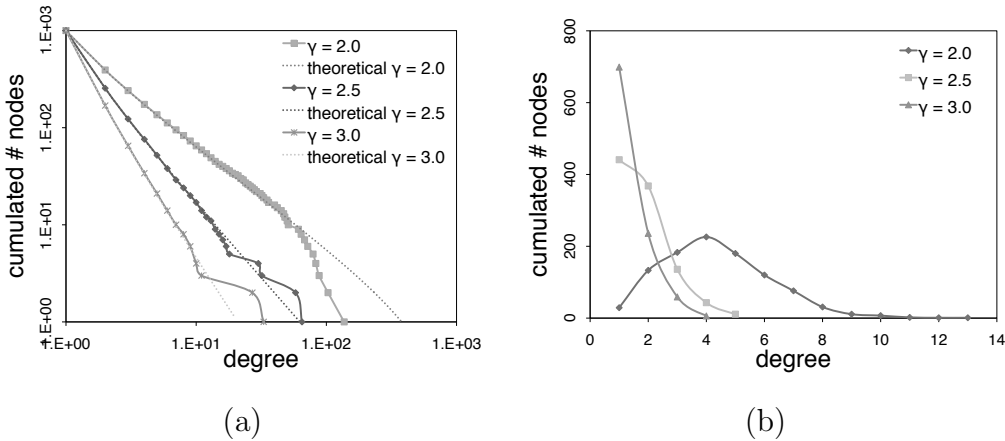 1.E+03
1.E+02
1.E+01
1.E+00
cumulated # nodes
γ = 2.0
theoretical γ = 2.0
γ = 2.5
theoretical γ = 2.5
γ = 3.0
theoretical γ = 3.0
1.E+00 1.E+01 1.E+02 1.E+03
degree
(a)
800
600
400
200
0
cumulated # nodes
γ = 2.0
γ = 2.5
γ = 3.0
0 2 4 6 8 10 12 14
degree
(b)